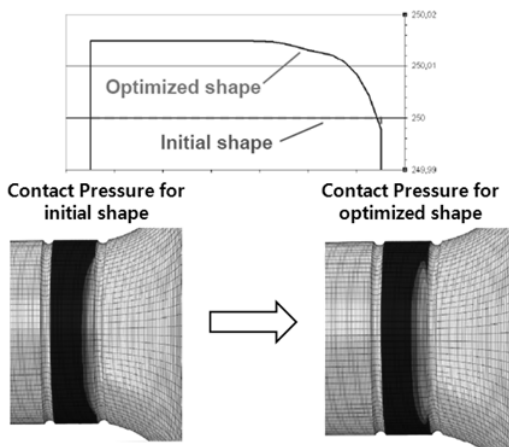 250,02
250,01
Optimized shape
250
Initial shape
249,99
Contact Pressure for
initial shape
Contact Pressure for
optimized shape